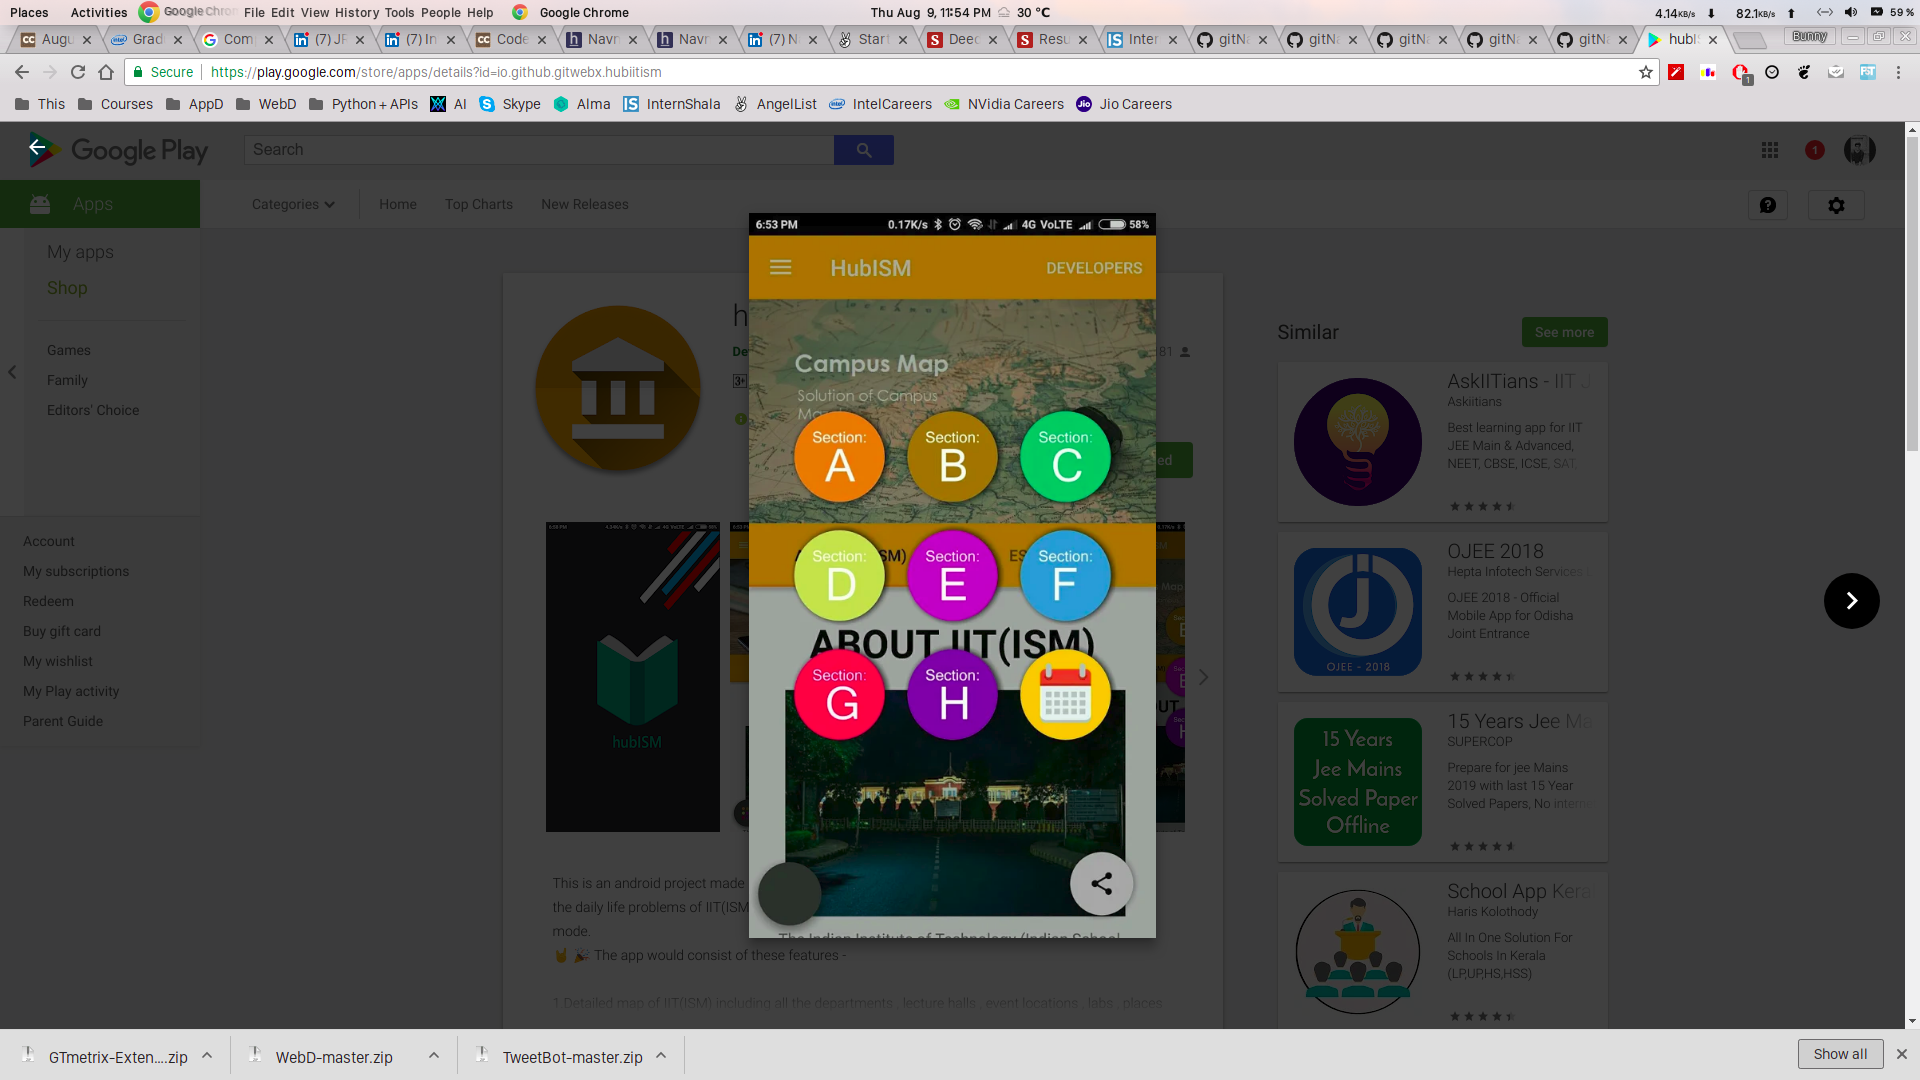 Places Activities Google Chrome File Edit View History Tools People Help Google Chrome Thu Aug 9, 11:54 PM 30 °C 4.14KB/s 82.1KB/s 59 %
Augu Grad Com (7) JF (7) In Code Navn Navr (7) N Start Deec Resu Inter gitNa gitNa gitNa gitNa gitNa hubI Bunny
Secure https://play.google.com/store/apps/details?id=io.github.gitwebx.hubiitism
This Courses AppD WebD Python + APIs AI Skype Alma InternShala AngelList IntelCareers NVidia Careers Jio Careers
Google Play Search 1
Apps Categories Home Top Charts New Releases
My apps
Shop
Games
Family
Editors' Choice
Account
My subscriptions
Redeem
Buy gift card
My wishlist
My Play activity
Parent Guide
6:53 PM 0.17K/s 4G VoLTE 58%
HubISM DEVELOPERS
Campus Map
Solution of Campus
Section: A
Section: B
Section: C
Section: D
Section: E
Section: F
ABOUT IIT(ISM)
Section: G
Section: H
hubISM
This is an android project made
the daily life problems of IIT(ISM
mode.
The app would consist of these features -
1.Detailed map of IIT(ISM) including all the departments , lecture halls , event locations , labs , places
The Indian Institute of Technology (Indian School
Similar See more
AskIITians - IIT J
Askiitians
Best learning app for IIT
JEE Main & Advanced,
NEET, CBSE, ICSE, SAT,
OJEE 2018
Hepta Infotech Services
OJEE 2018 - Official
Mobile App for Odisha
Joint Entrance
OJEE - 2018
15 Years Jee Ma
SUPERCOP
Prepare for jee Mains
2019 with last 15 Year
Solved Papers, No interne
15 Years
Jee Mains
Solved Paper
Offline
School App Kera
Haris Kolothody
All In One Solution For
Schools In Kerala
(LP,UP,HS,HSS)
GTmetrix-Exten....zip WebD-master.zip TweetBot-master.zip Show all